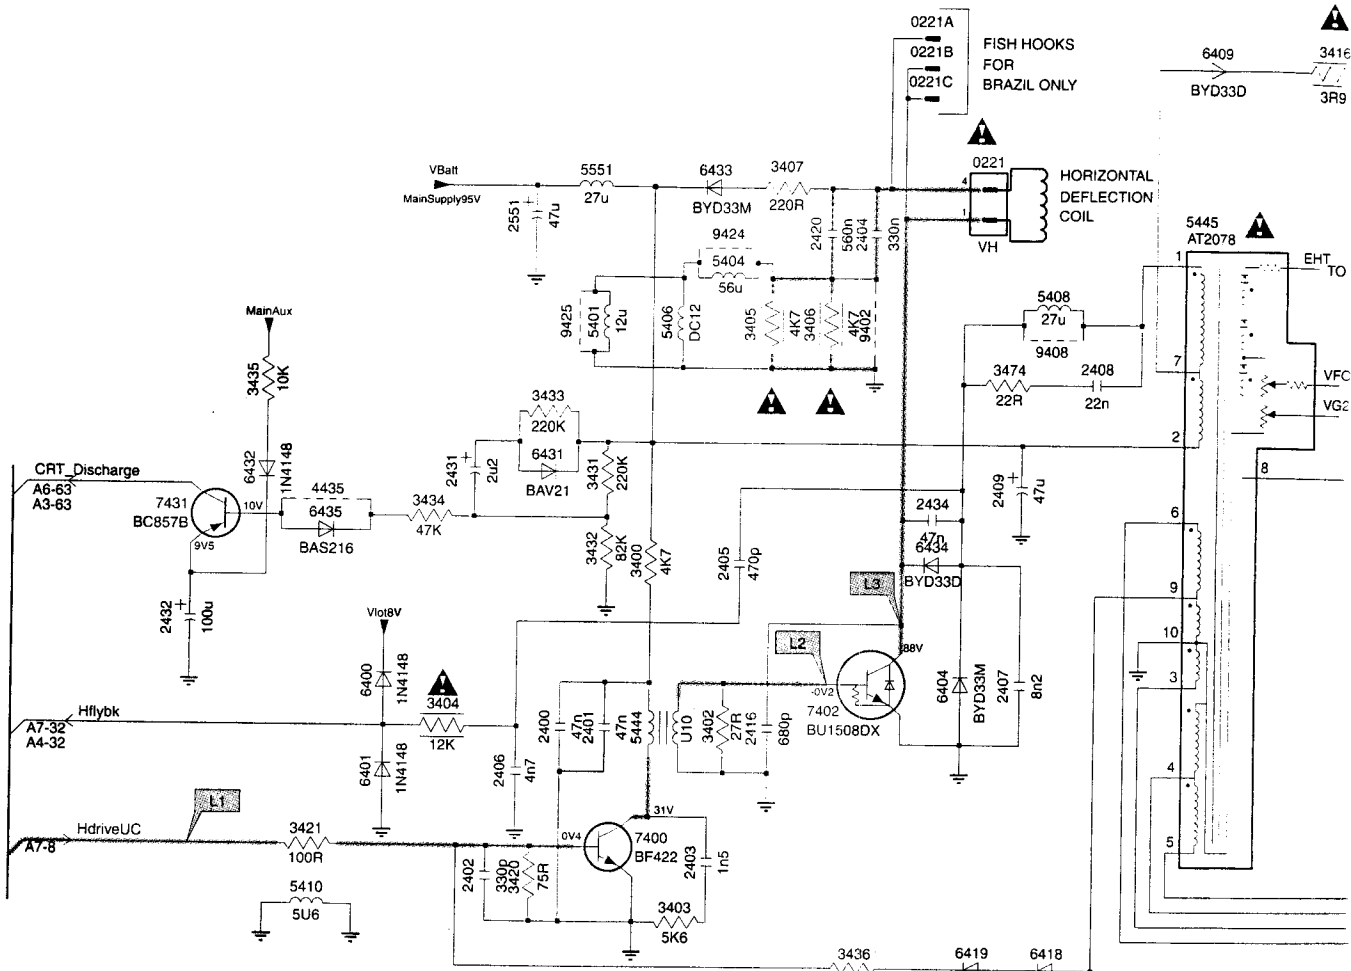 0221A
0221B
0221C
FISH HOOKS
FOR
BRAZIL ONLY
6409
BYD33D
3416
3R9
VBatt
MainSupply95V
5551
27u
2551
47u
6433
BYD33M
3407
220R
9424
5404
56u
2420
560n
2404
330n
0221
4
1
VH
HORIZONTAL
DEFLECTION
COIL
5445
AT2078
1
EHT
TO
7
VFC
VG2
2
8
6
9
10
3
4
5
9425
5401
12u
5406
DC12
3405
4K7
3406
4K7
9402
5408
27u
9408
3474
22R
2408
22n
MainAux
3435
10K
6432
1N4148
CRT_Discharge
A6-63
A3-63
7431
BC857B
10V
9V5
4435
6435
BAS216
3434
47K
2431
2u2
3433
220K
6431
BAV21
3431
220K
3432
82K
3400
4K7
2405
470p
2434
47n
6434
BYD33D
2409
47u
2432
100u
Vlot8V
6400
1N4148
Hflybk
A7-32
A4-32
3404
12K
6401
1N4148
2406
4n7
2400
47n
2401
47n
5444
U10
3402
27R
2416
680p
L3
L2
88V
-0V2
7402
BU1508DX
6404
BYD33M
2407
8n2
L1
HdriveUC
A7-8
3421
100R
5410
5U6
2402
330p
3420
75R
0V4
31V
7400
BF422
2403
1n5
3403
5K6
3436
6419
6418